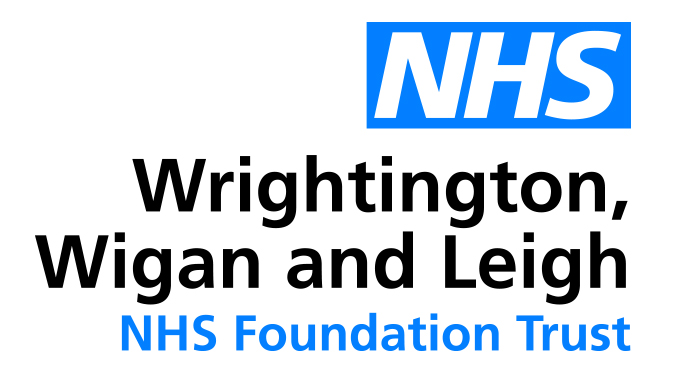 NHS
Wrightington,
Wigan and Leigh
NHS Foundation Trust